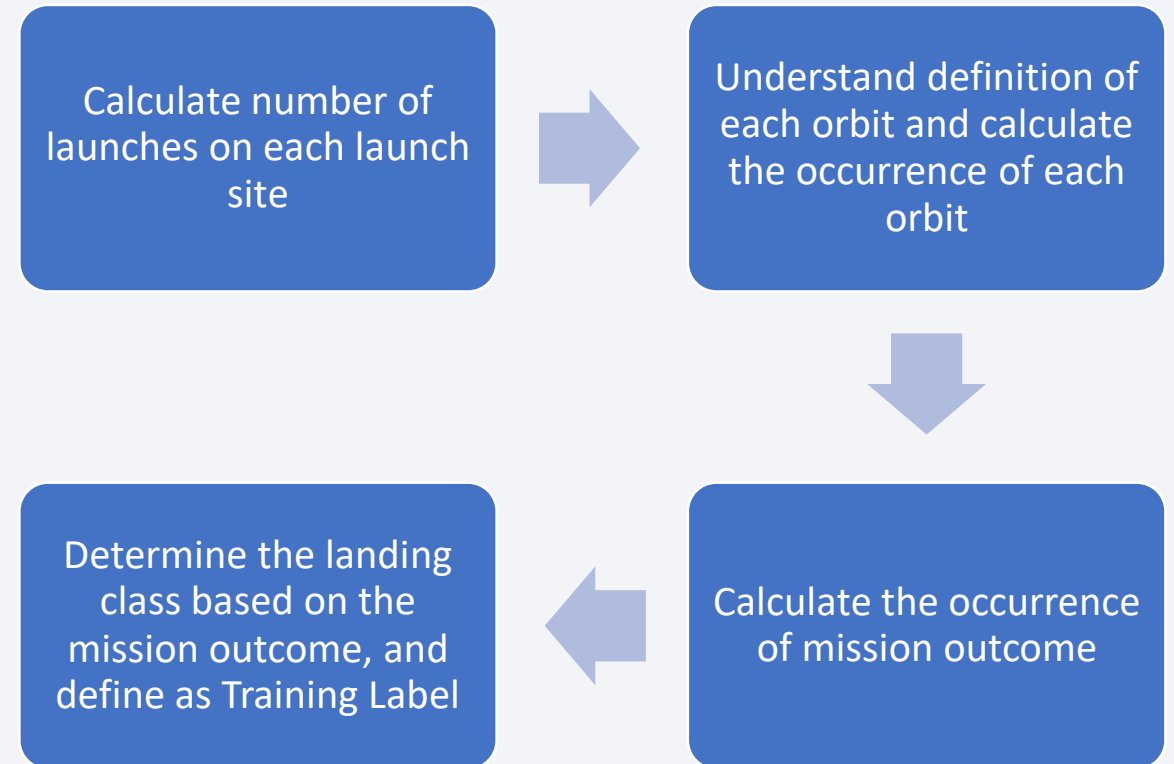 Calculate number of
launches on each launch
site
Understand definition of
each orbit and calculate
the occurrence of each
orbit
Calculate the occurrence
of mission outcome
Determine the landing
class based on the
mission outcome, and
define as Training Label